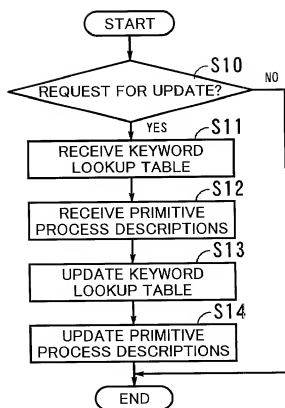 START
S10
REQUEST FOR UPDATE?
NO
YES
S11
RECEIVE KEYWORD
LOOKUP TABLE
S12
RECEIVE PRIMITIVE
PROCESS DESCRIPTIONS
S13
UPDATE KEYWORD
LOOKUP TABLE
S14
UPDATE PRIMITIVE
PROCESS DESCRIPTIONS
END